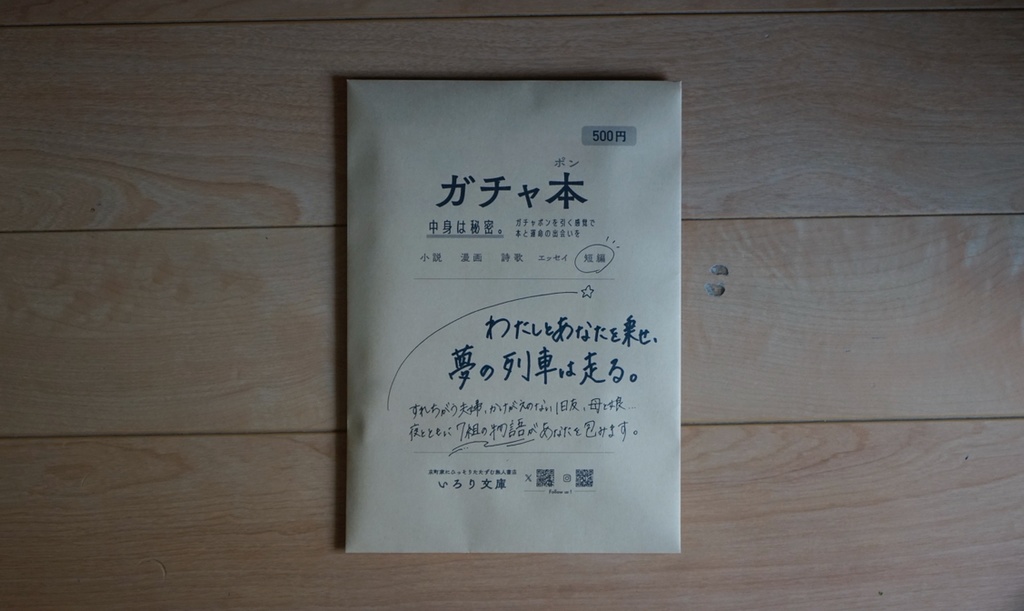 500円
ポン
ガチャ本
中身は秘密。
ガチャポンを引く感覚で
本と運命の出会いを
小説 漫画 詩歌 エッセイ 短編
わたしとあなたを乗せ、
夢の列車は走る。
すれちがう夫婦、かけがえのない旧友、母と娘…
夜とともに7組の物語があなたを包みます。
いろり文庫
X
Follow us!